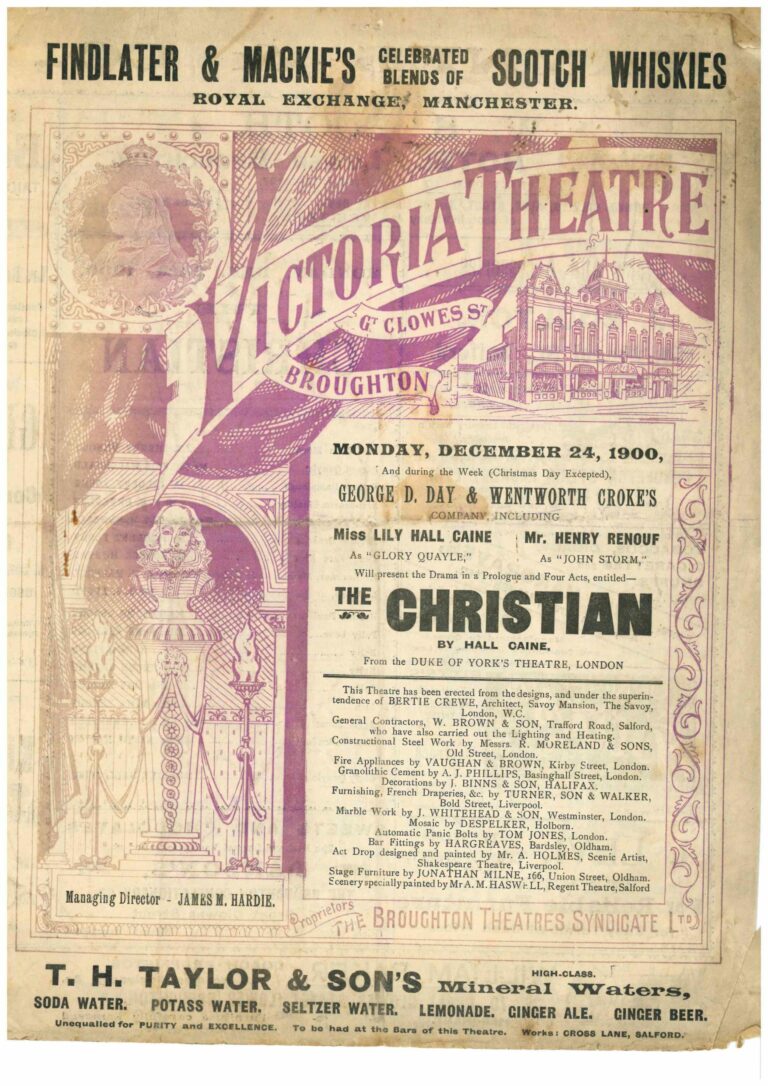 FINDLATER & MACKIE'S CELEBRATED BLENDS OF SCOTCH WHISKIES
ROYAL EXCHANGE, MANCHESTER.
VICTORIA THEATRE
GT CLOWES ST
BROUGHTON
MONDAY, DECEMBER 24, 1900,
And during the Week (Christmas Day Excepted),
GEORGE D. DAY & WENTWORTH CROKE'S
COMPANY, INCLUDING
Miss LILY HALL CAINE Mr. HENRY RENOUF
As "GLORY QUAYLE," As "JOHN STORM,"
Will present the Drama in a Prologue and Four Acts, entitled—
THE CHRISTIAN
BY HALL CAINE,
From the DUKE OF YORK'S THEATRE, LONDON
This Theatre has been erected from the designs, and under the superin-
tendence of BERTIE CREWE, Architect, Savoy Mansion, The Savoy,
London, W.C.
General Contractors, W. BROWN & SON, Trafford Road, Salford,
who have also carried out the Lighting and Heating.
Constructional Steel Work by Messrs. R. MORELAND & SONS,
Old Street, London.
Fire Appliances by VAUGHAN & BROWN, Kirby Street, London.
Granolithic Cement by A. J. PHILLIPS, Basinghall Street, London.
Decorations by J. BINNS & SON, HALIFAX.
Furnishing, French Draperies, &c. by TURNER, SON & WALKER,
Bold Street, Liverpool.
Marble Work by J. WHITEHEAD & SON, Westminster, London.
Mosaic by DESPELKER, Holborn.
Automatic Panic Bolts by TOM JONES, London.
Bar Fittings by HARGREAVES, Bardsley, Oldham.
Act Drop designed and painted by Mr. A. HOLMES, Scenic Artist,
Shakespeare Theatre, Liverpool.
Stage Furniture by JONATHAN MILNE, 166, Union Street, Oldham.
Scenery specially painted by Mr A. M. HASWELL, Regent Theatre, Salford
Managing Director - JAMES M. HARDIE.
Proprietors THE BROUGHTON THEATRES SYNDICATE LTD
T. H. TAYLOR & SON'S HIGH-CLASS. Mineral Waters,
SODA WATER. POTASS WATER. SELTZER WATER. LEMONADE. GINGER ALE. GINGER BEER.
Unequalled for PURITY and EXCELLENCE. To be had at the Bars of this Theatre. Works: CROSS LANE, SALFORD.